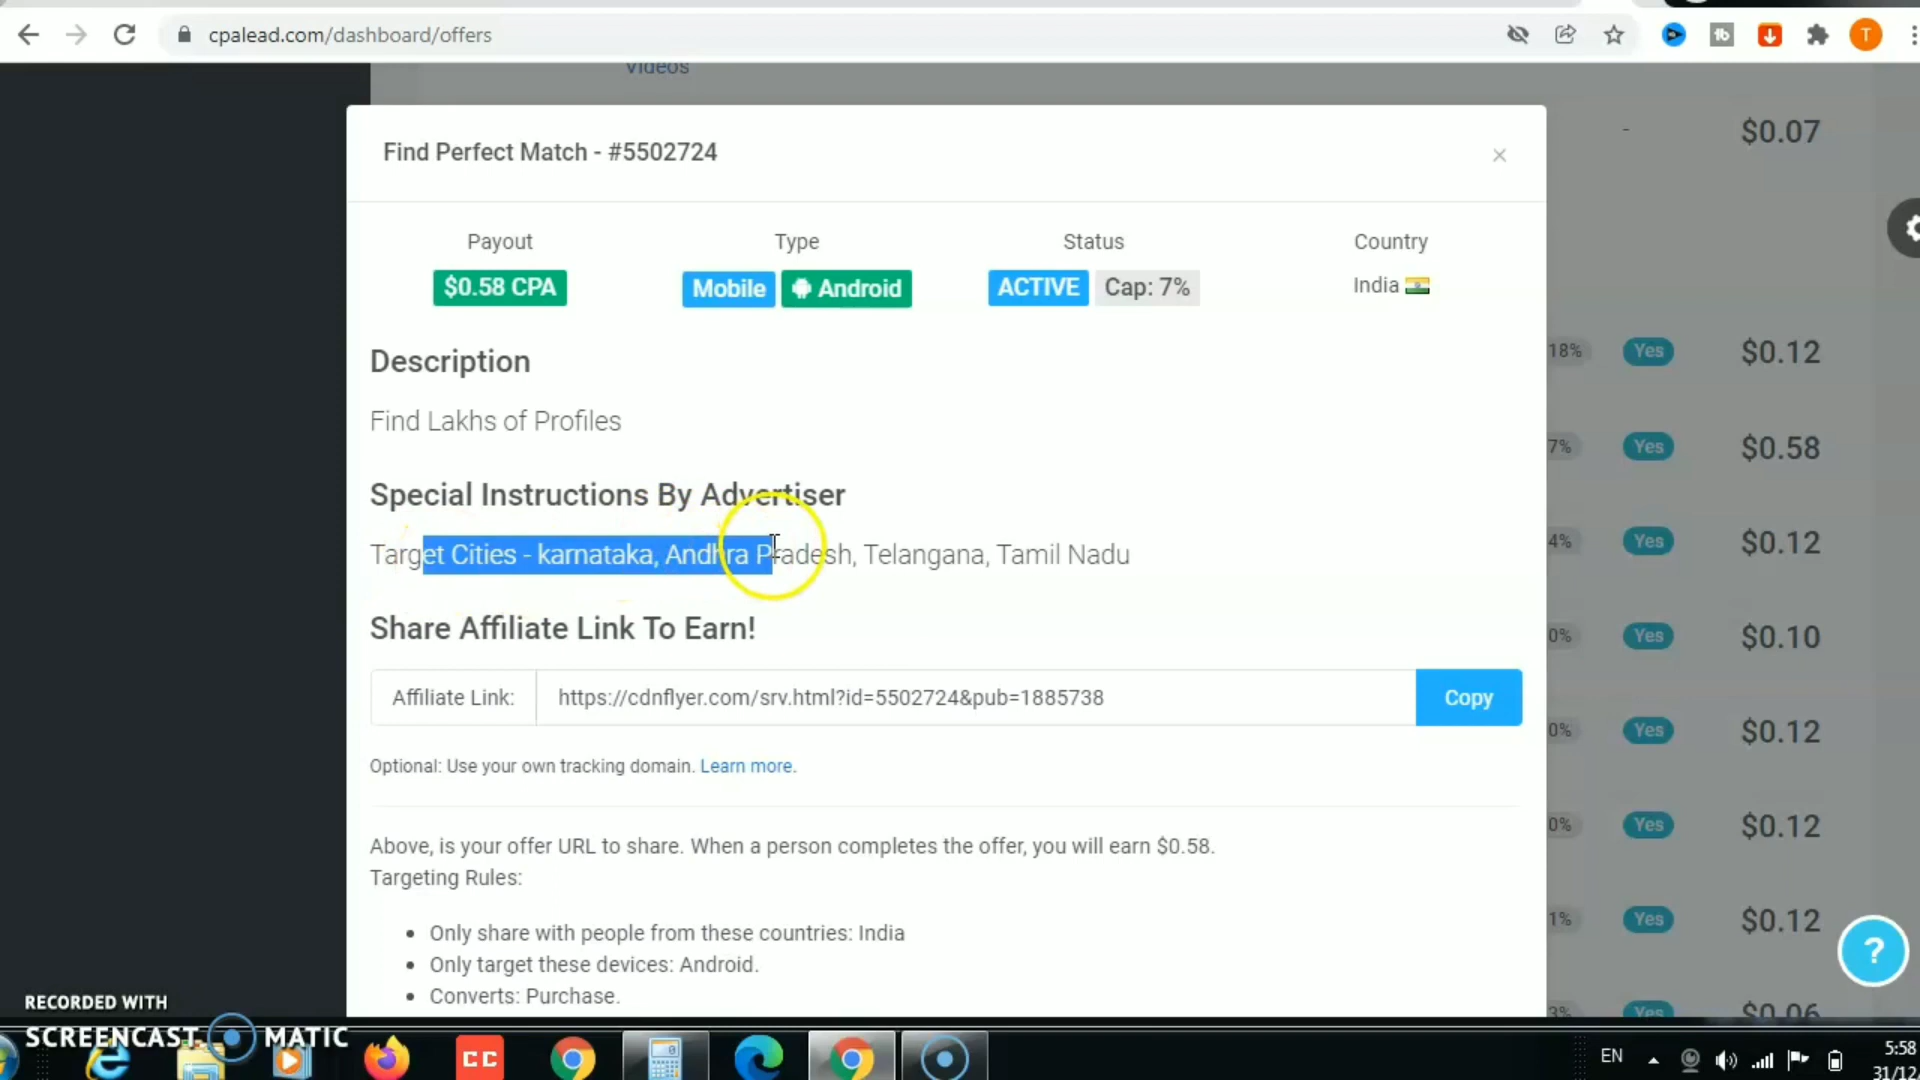 cpalead.com/dashboard/offers
T
Videos
Find Perfect Match - #5502724
×
- $0.07
Payout Type Status Country
$0.58 CPA Mobile Android ACTIVE Cap: 7% India
Description
18% Yes $0.12
Find Lakhs of Profiles
7% Yes $0.58
Special Instructions By Advertiser
Target Cities - karnataka, Andhra Pradesh, Telangana, Tamil Nadu
4% Yes $0.12
Share Affiliate Link To Earn!
0% Yes $0.10
Affiliate Link: https://cdnflyer.com/srv.html?id=5502724&pub=1885738 Copy
0% Yes $0.12
Optional: Use your own tracking domain. Learn more.
0% Yes $0.12
Above, is your offer URL to share. When a person completes the offer, you will earn $0.58.
Targeting Rules:
• Only share with people from these countries: India
1% Yes $0.12
• Only target these devices: Android.
?
• Converts: Purchase.
3% Yes $0.06
RECORDED WITH
SCREENCAST MATIC
CC
EN
5:58
31/12